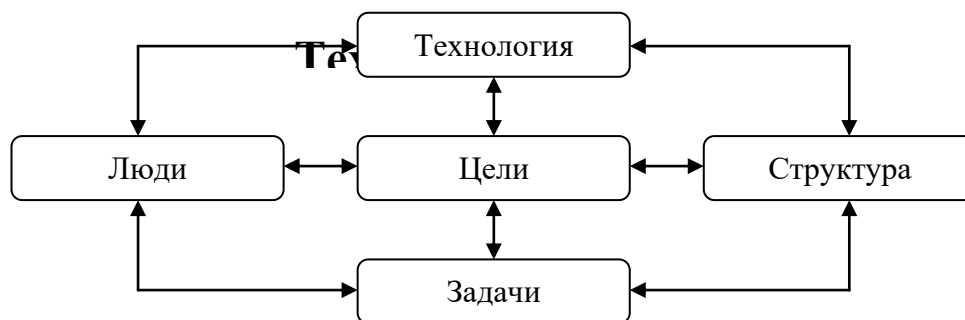 Технология
Люди
Цели
Структура
Задачи